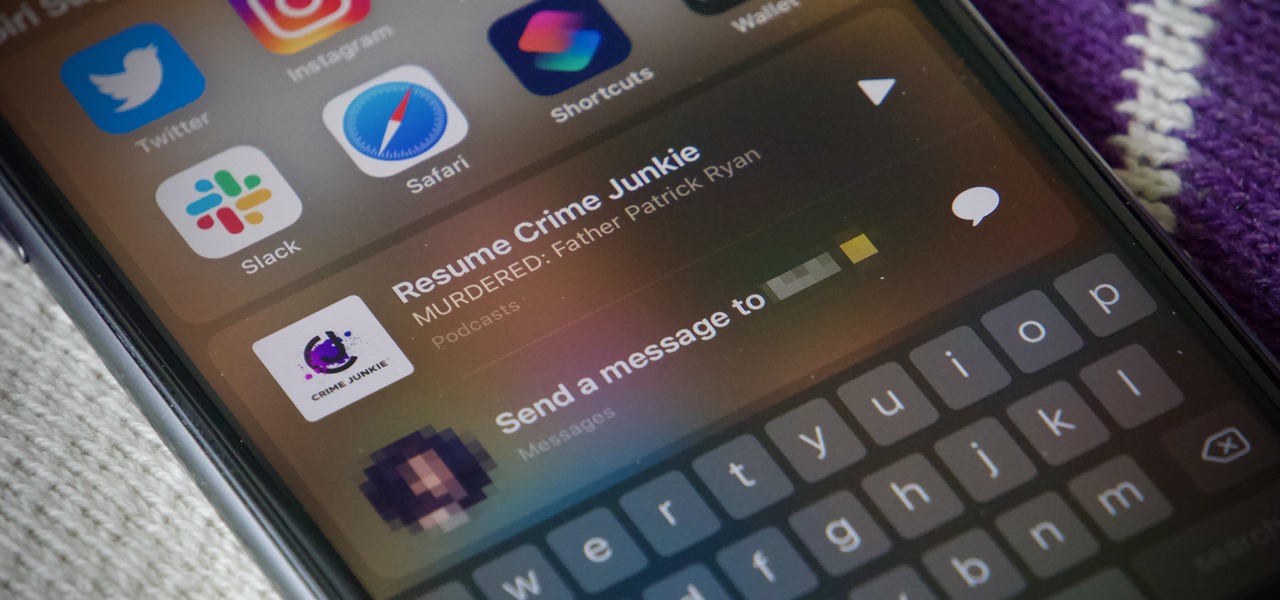 Siri Su
Twitter
Instagram
Wallet
Slack
Safari
Shortcuts
Resume Crime Junkie
MURDERED: Father Patrick Ryan
Podcasts
CRIME JUNKIE
Send a message to
Messages
w e r t y u i o p
d f g h j k l
b n m
search